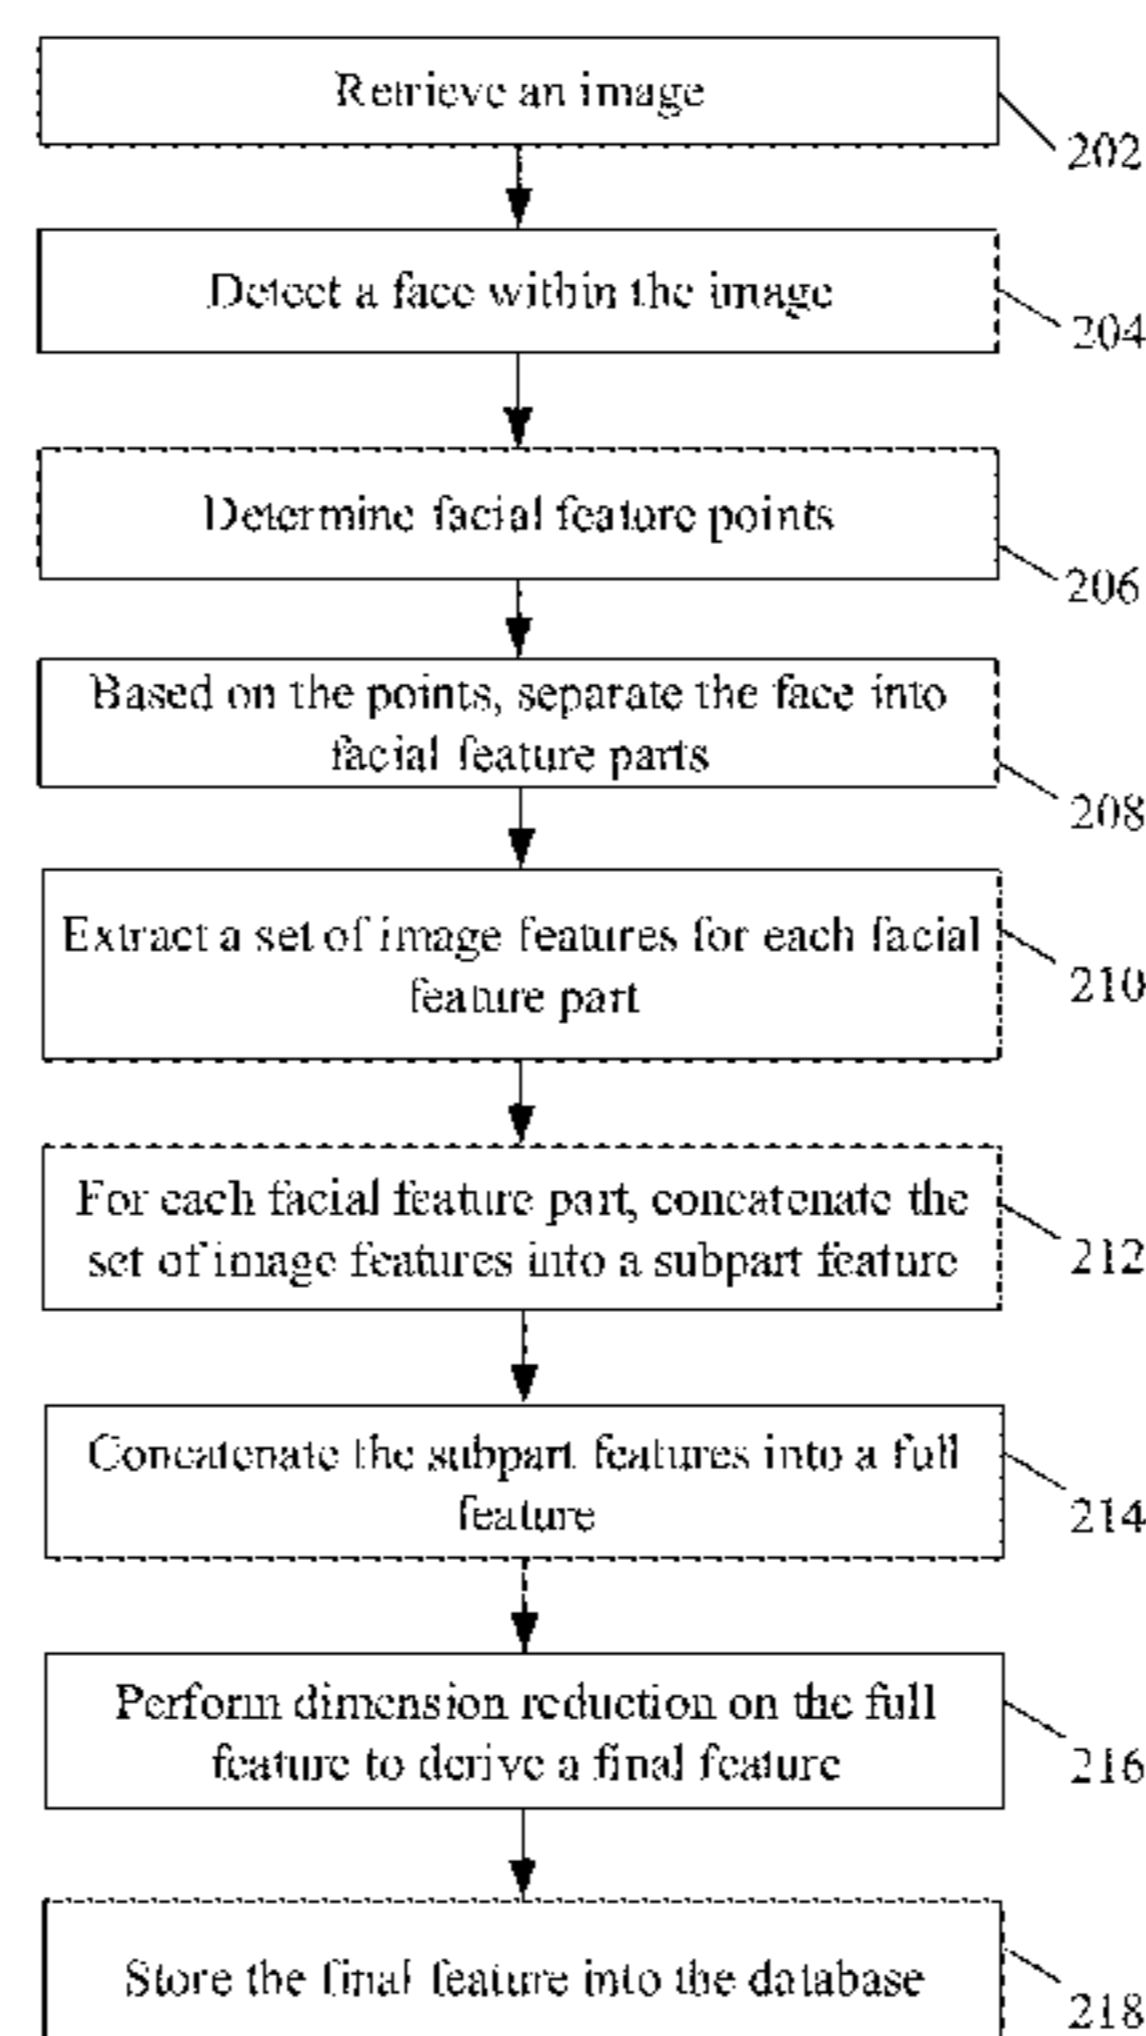 Retrieve an image
202
Detect a face within the image
204
Determine facial feature points
206
Based on the points, separate the face into
facial feature parts
208
Extract a set of image features for each facial
feature part
210
For each facial feature part, concatenate the
set of image features into a subpart feature
212
Concatenate the subpart features into a full
feature
214
Perform dimension reduction on the full
feature to derive a final feature
216
Store the final feature into the database
218